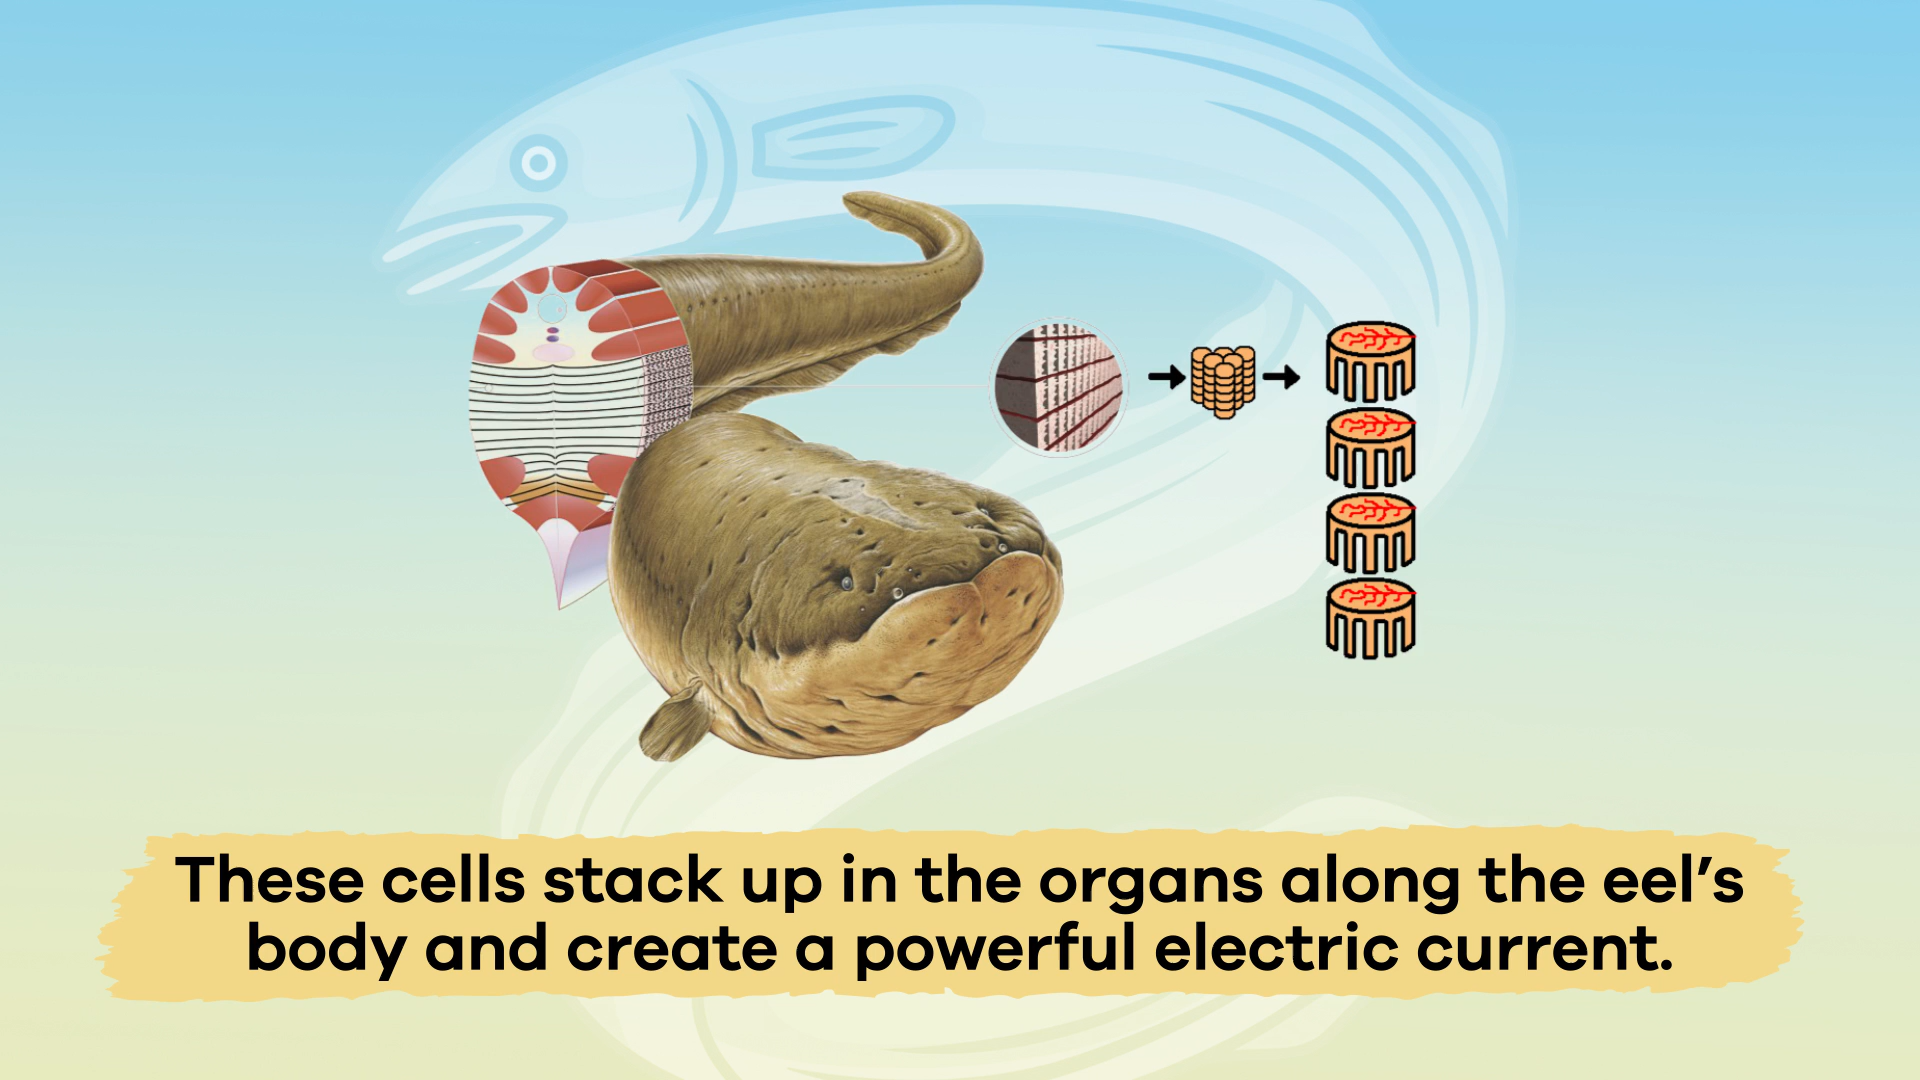 These cells stack up in the organs along the eel’s
body and create a powerful electric current.